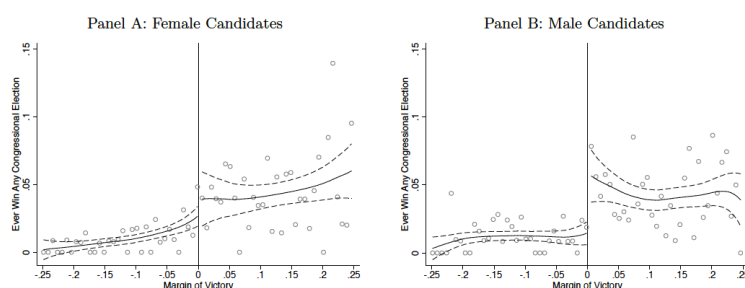 Panel A: Female Candidates
Ever Win Any Congressional Election
.15
.1
.05
0
-.25 -.2 -.15 -.1 -.05 0 .05 .1 .15 .2 .25
Margin of Victory
Panel B: Male Candidates
Ever Win Any Congressional Election
.15
.1
.05
0
-.25 -.2 -.15 -.1 -.05 0 .05 .1 .15 .2 .2
Margin of Victory